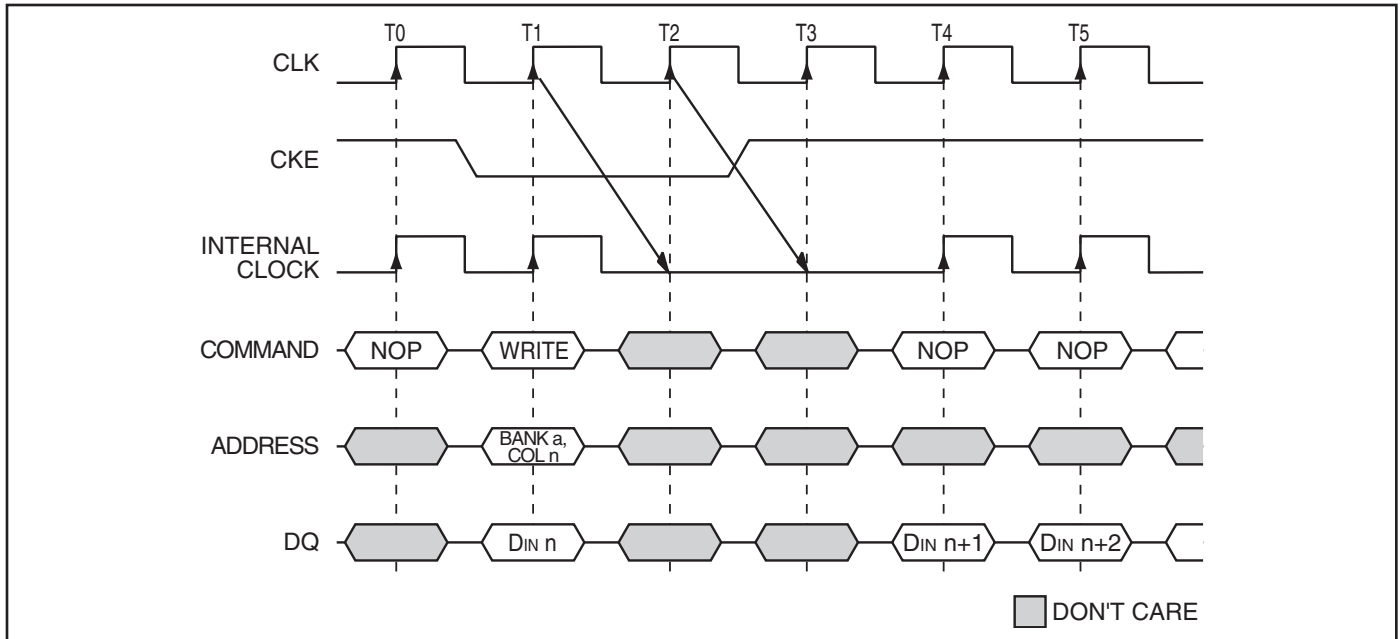 T0 T1 T2 T3 T4 T5
CLK
CKE
INTERNAL
CLOCK
COMMAND NOP WRITE NOP NOP
ADDRESS BANK a,
COL n
DQ DIN n DIN n+1 DIN n+2
DON'T CARE